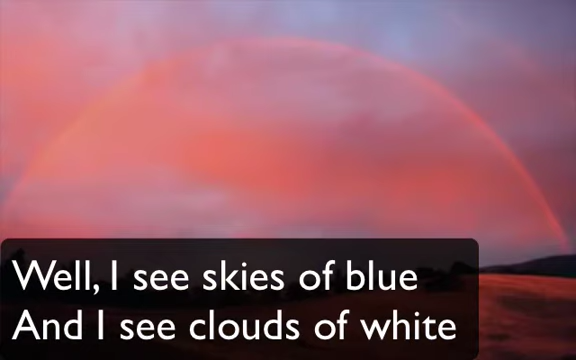 Well, I see skies of blue
And I see clouds of white